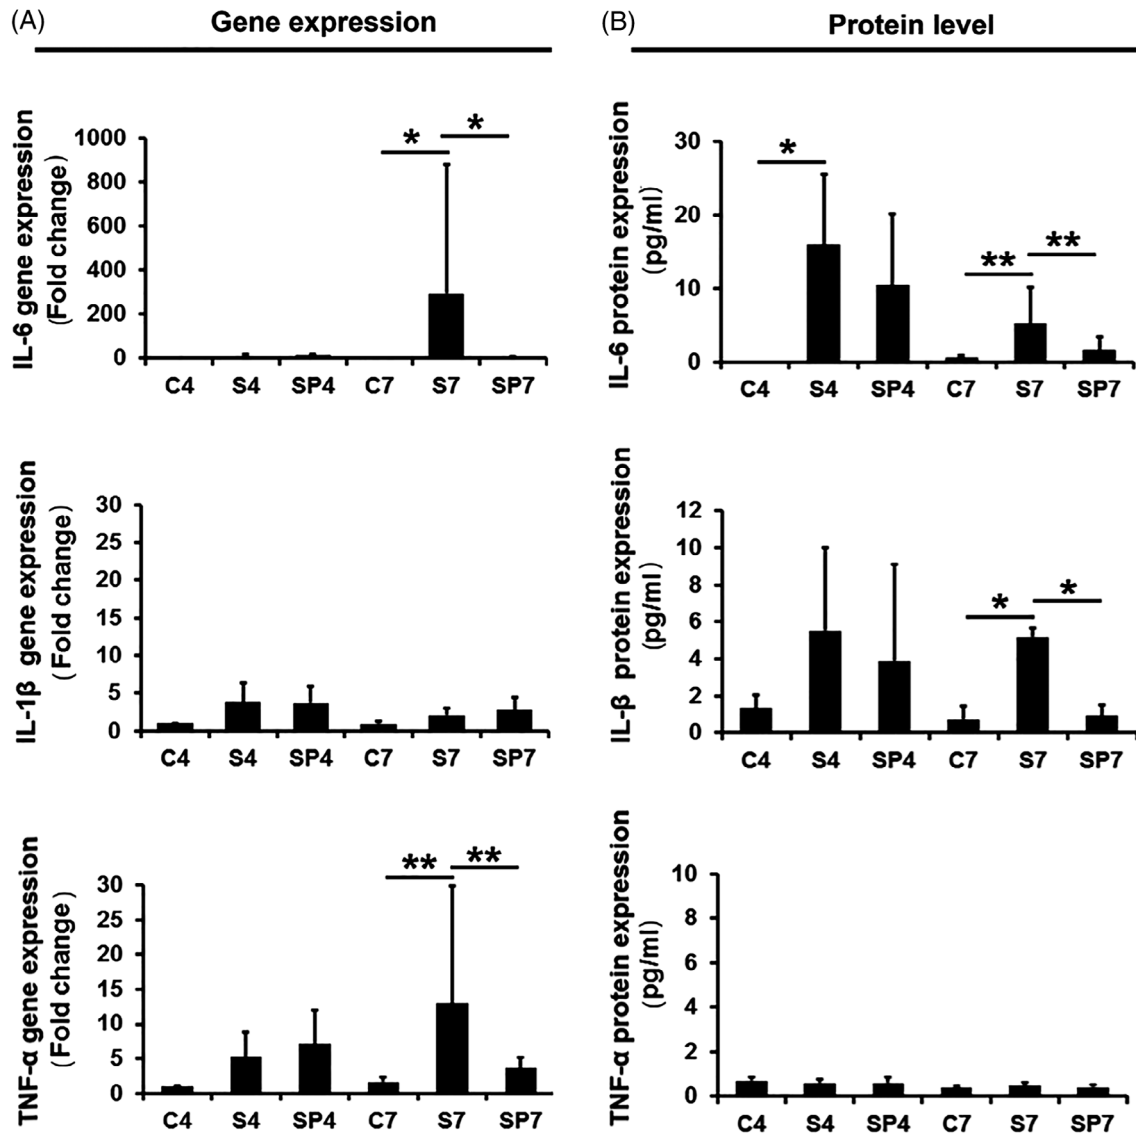 (A) Gene expression
(B) Protein level
IL-6 gene expression
(Fold change)
1000
800
600
400
200
0
* *
C4 S4 SP4 C7 S7 SP7
IL-6 protein expression
(pg/ml)
30
20
10
0
* ** **
C4 S4 SP4 C7 S7 SP7
IL-1β gene expression
(Fold change)
30
25
20
15
10
5
0
C4 S4 SP4 C7 S7 SP7
IL-β protein expression
(pg/ml)
12
10
8
6
4
2
0
* *
C4 S4 SP4 C7 S7 SP7
TNF-α gene expression
(Fold change)
30
25
20
15
10
5
0
** **
C4 S4 SP4 C7 S7 SP7
TNF-α protein expression
(pg/ml)
10
8
6
4
2
0
C4 S4 SP4 C7 S7 SP7